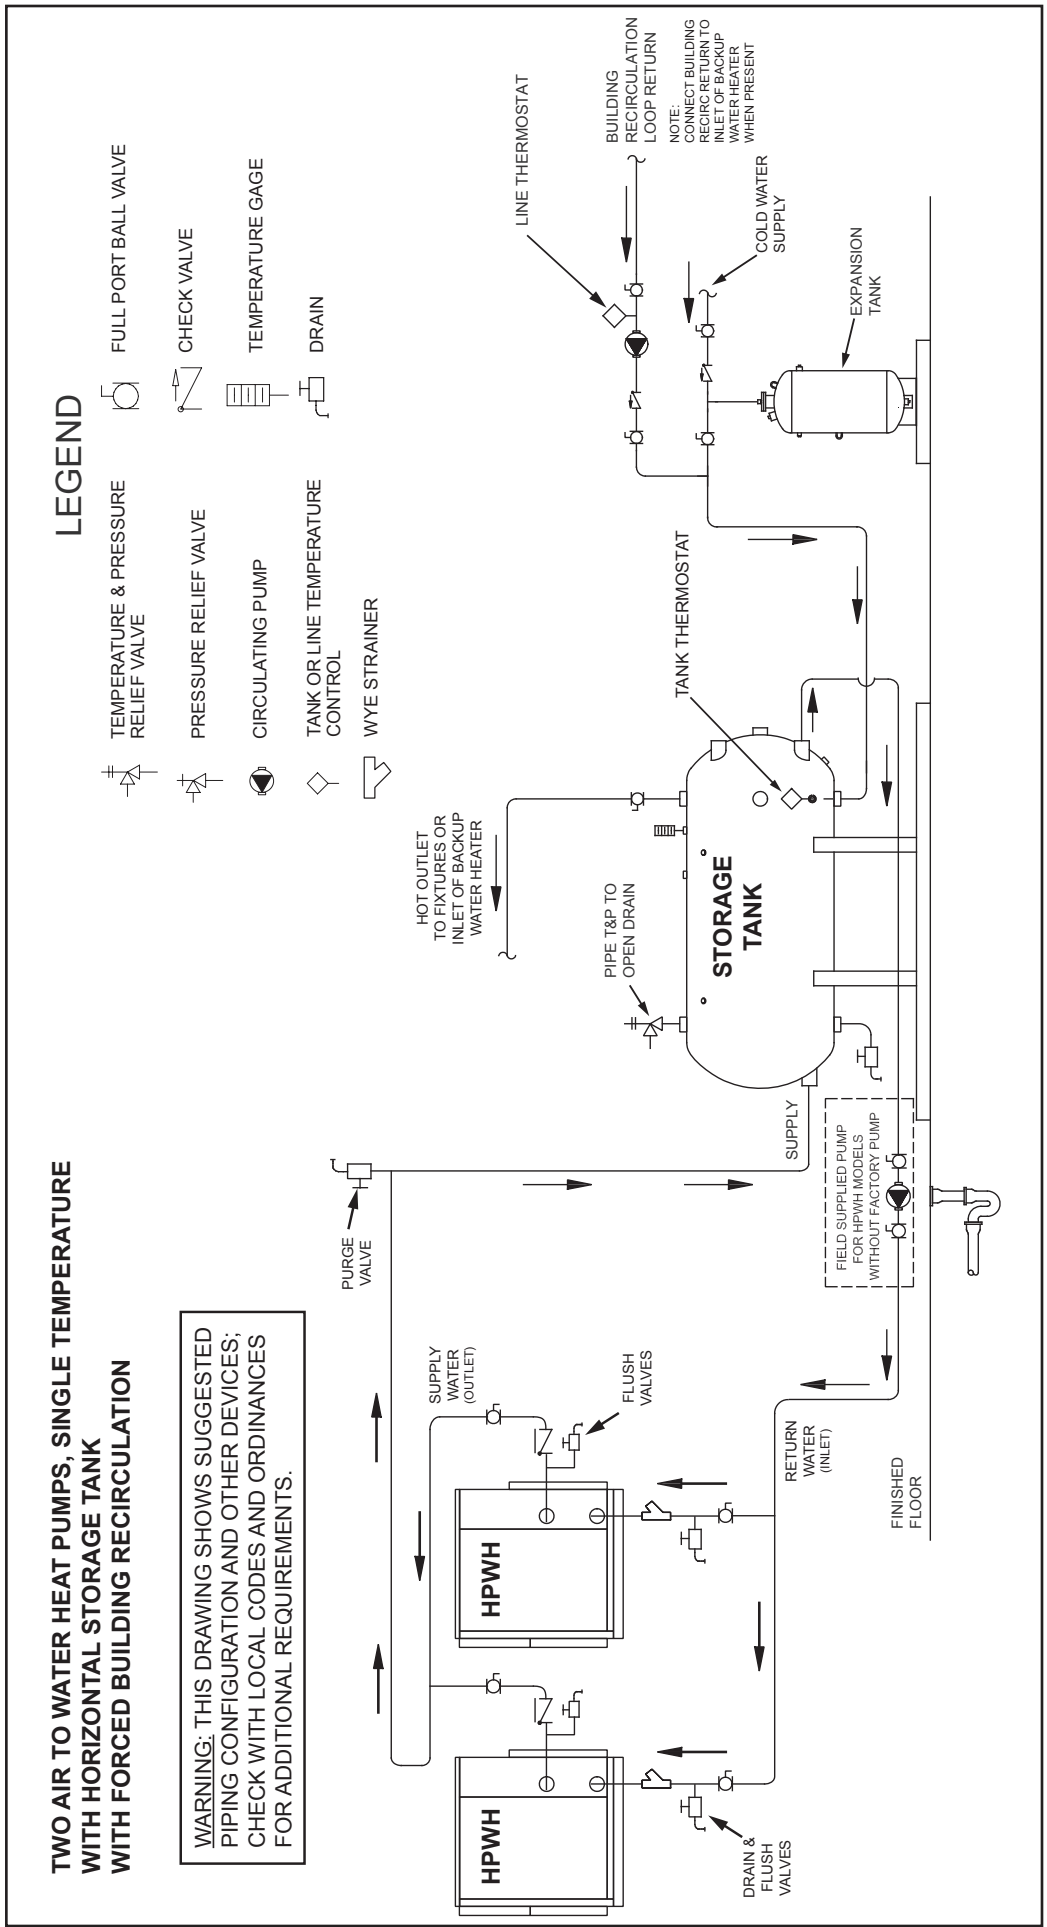 TWO AIR TO WATER HEAT PUMPS, SINGLE TEMPERATURE
WITH HORIZONTAL STORAGE TANK
WITH FORCED BUILDING RECIRCULATION
WARNING: THIS DRAWING SHOWS SUGGESTED
PIPING CONFIGURATION AND OTHER DEVICES;
CHECK WITH LOCAL CODES AND ORDINANCES
FOR ADDITIONAL REQUIREMENTS.
LEGEND
TEMPERATURE & PRESSURE
RELIEF VALVE
PRESSURE RELIEF VALVE
CIRCULATING PUMP
TANK OR LINE TEMPERATURE
CONTROL
WYE STRAINER
FULL PORT BALL VALVE
CHECK VALVE
TEMPERATURE GAGE
DRAIN
PURGE
VALVE
SUPPLY
WATER
(OUTLET)
FLUSH
VALVES
HPWH
HPWH
DRAIN &
FLUSH
VALVES
RETURN
WATER
(INLET)
FINISHED
FLOOR
FIELD SUPPLIED PUMP
FOR HPWH MODELS
WITHOUT FACTORY PUMP
SUPPLY
HOT OUTLET
TO FIXTURES OR
INLET OF BACKUP
WATER HEATER
PIPE T&P TO
OPEN DRAIN
STORAGE
TANK
TANK THERMOSTAT
LINE THERMOSTAT
BUILDING
RECIRCULATION
LOOP RETURN
NOTE:
CONNECT BUILDING
RECIRC RETURN TO
INLET OF BACKUP
WATER HEATER
WHEN PRESENT
COLD WATER
SUPPLY
EXPANSION
TANK